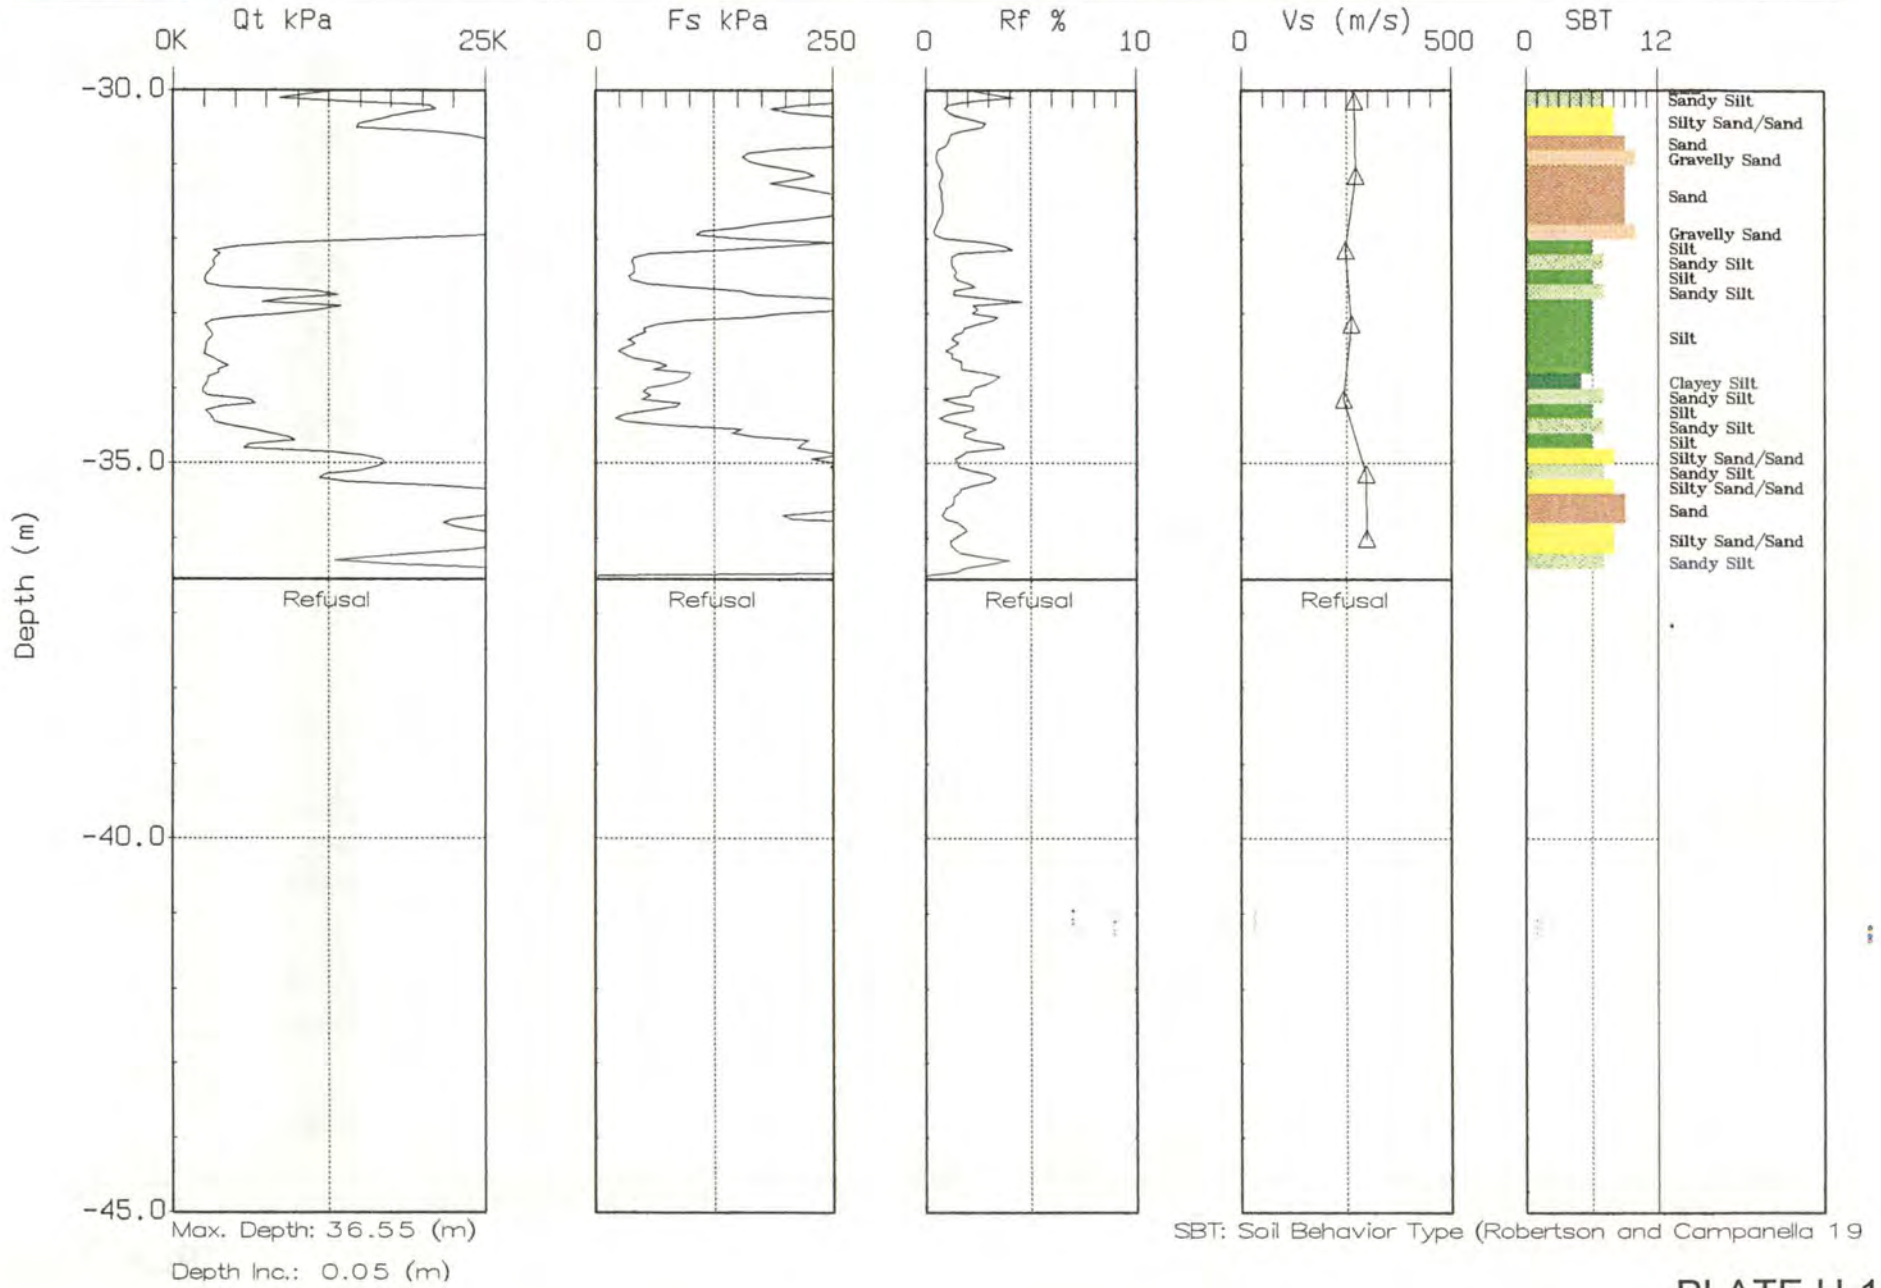 Qt kPa
Fs kPa
Rf %
Vs (m/s)
SBT
0K 25K
0 250
0 10
0 500
0 12
-30.0
-35.0
-40.0
-45.0
Depth (m)
Sandy Silt
Silty Sand/Sand
Sand
Gravelly Sand
Sand
Gravelly Sand
Silt
Sandy Silt
Silt
Sandy Silt
Silt
Clayey Silt
Sandy Silt
Silt
Sandy Silt
Silt
Silty Sand/Sand
Sandy Silt
Silty Sand/Sand
Sand
Silty Sand/Sand
Sandy Silt
Refusal
Refusal
Refusal
Refusal
Max. Depth: 36.55 (m)
Depth Inc.: 0.05 (m)
SBT: Soil Behavior Type (Robertson and Campanella 19